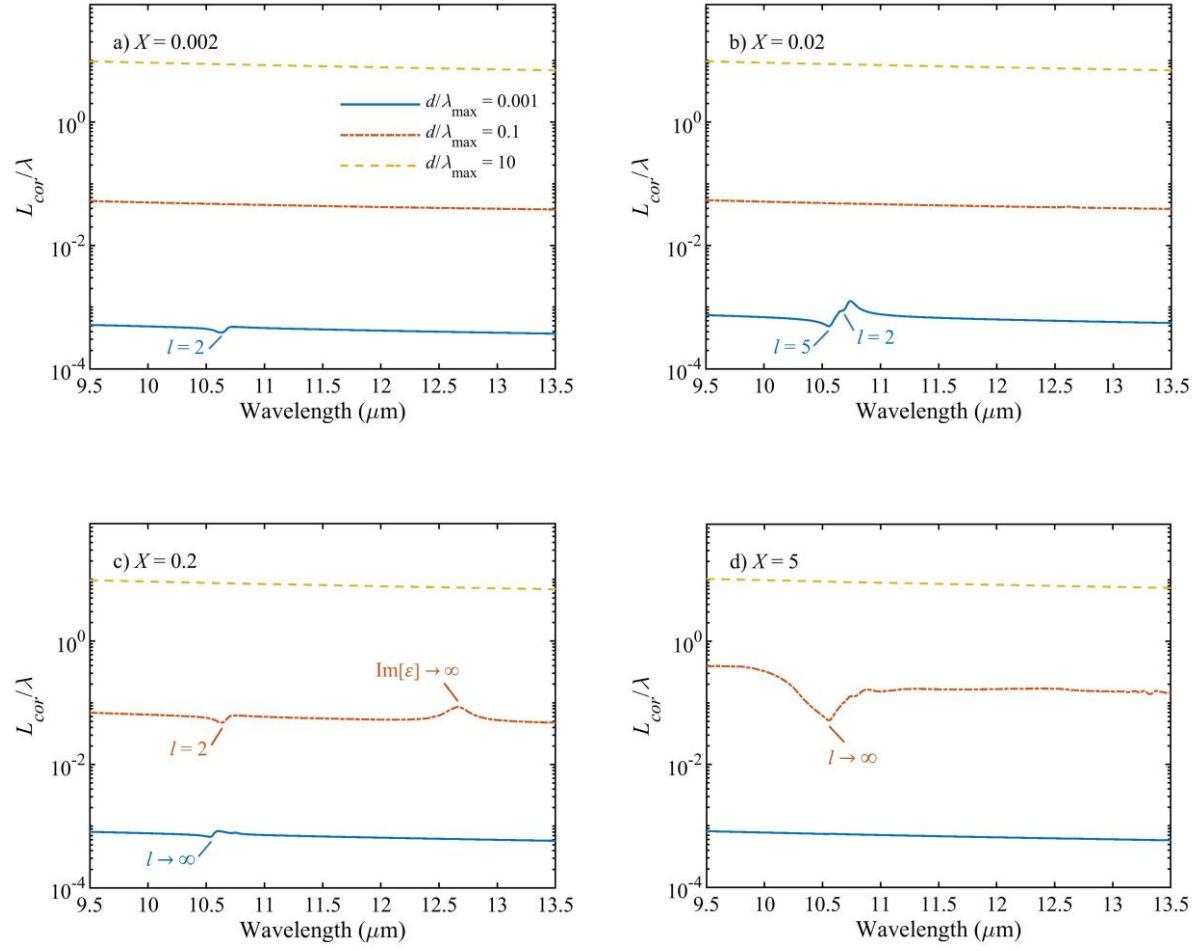 a) X = 0.002
d/λmax = 0.001
d/λmax = 0.1
d/λmax = 10
10^0
10^-2
10^-4
L_cor/λ
l = 2
9.5 10 10.5 11 11.5 12 12.5 13 13.5
Wavelength (μm)
b) X = 0.02
10^0
10^-2
10^-4
L_cor/λ
l = 5
l = 2
9.5 10 10.5 11 11.5 12 12.5 13 13.5
Wavelength (μm)
c) X = 0.2
10^0
10^-2
10^-4
L_cor/λ
Im[ε] → ∞
l = 2
l → ∞
9.5 10 10.5 11 11.5 12 12.5 13 13.5
Wavelength (μm)
d) X = 5
10^0
10^-2
10^-4
L_cor/λ
l → ∞
9.5 10 10.5 11 11.5 12 12.5 13 13.5
Wavelength (μm)